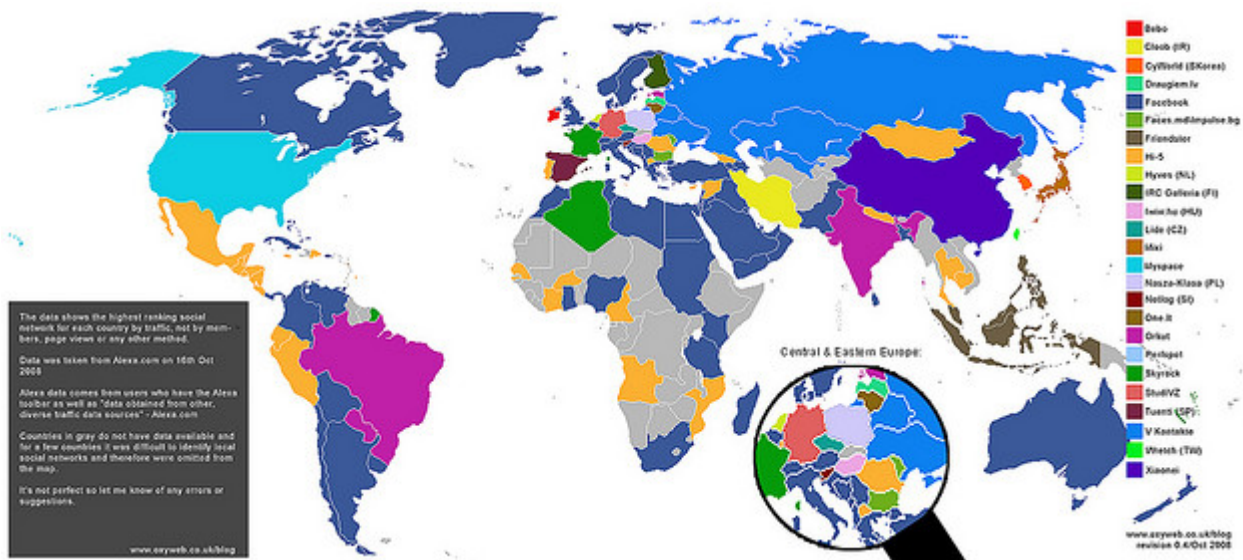 Bebo
Cloob (IR)
CyWorld (SKorea)
Draugiem.lv
Facebook
Faces.md/impulse.bg
Friendster
Hi-5
Hyves (NL)
IRC Galleria (FI)
Iwiw.hu (HU)
Lide (CZ)
Mixi
Myspace
Nasza-Klasa (PL)
Netlog (SI)
One.lt
Orkut
Perfspot
Skyrock
StudiVZ
Tuenti (SP)
V Kontakte
Wretch (TW)
Xiaonei
The data shows the highest ranking social
network for each country by traffic, not by mem-
bers, page views or any other method.
Data was taken from Alexa.com on 16th Oct
2008
Alexa data comes from users who have the Alexa
toolbar as well as "data obtained from other,
diverse traffic data sources" - Alexa.com
Countries in gray do not have data available and
for a few countries it was difficult to identify local
social networks and therefore were omitted from
the map.
It's not perfect so let me know of any errors or
suggestions.
www.oxyweb.co.uk/blog
Central & Eastern Europe:
www.oxyweb.co.uk/blog
revision 0.4/Oct 2008